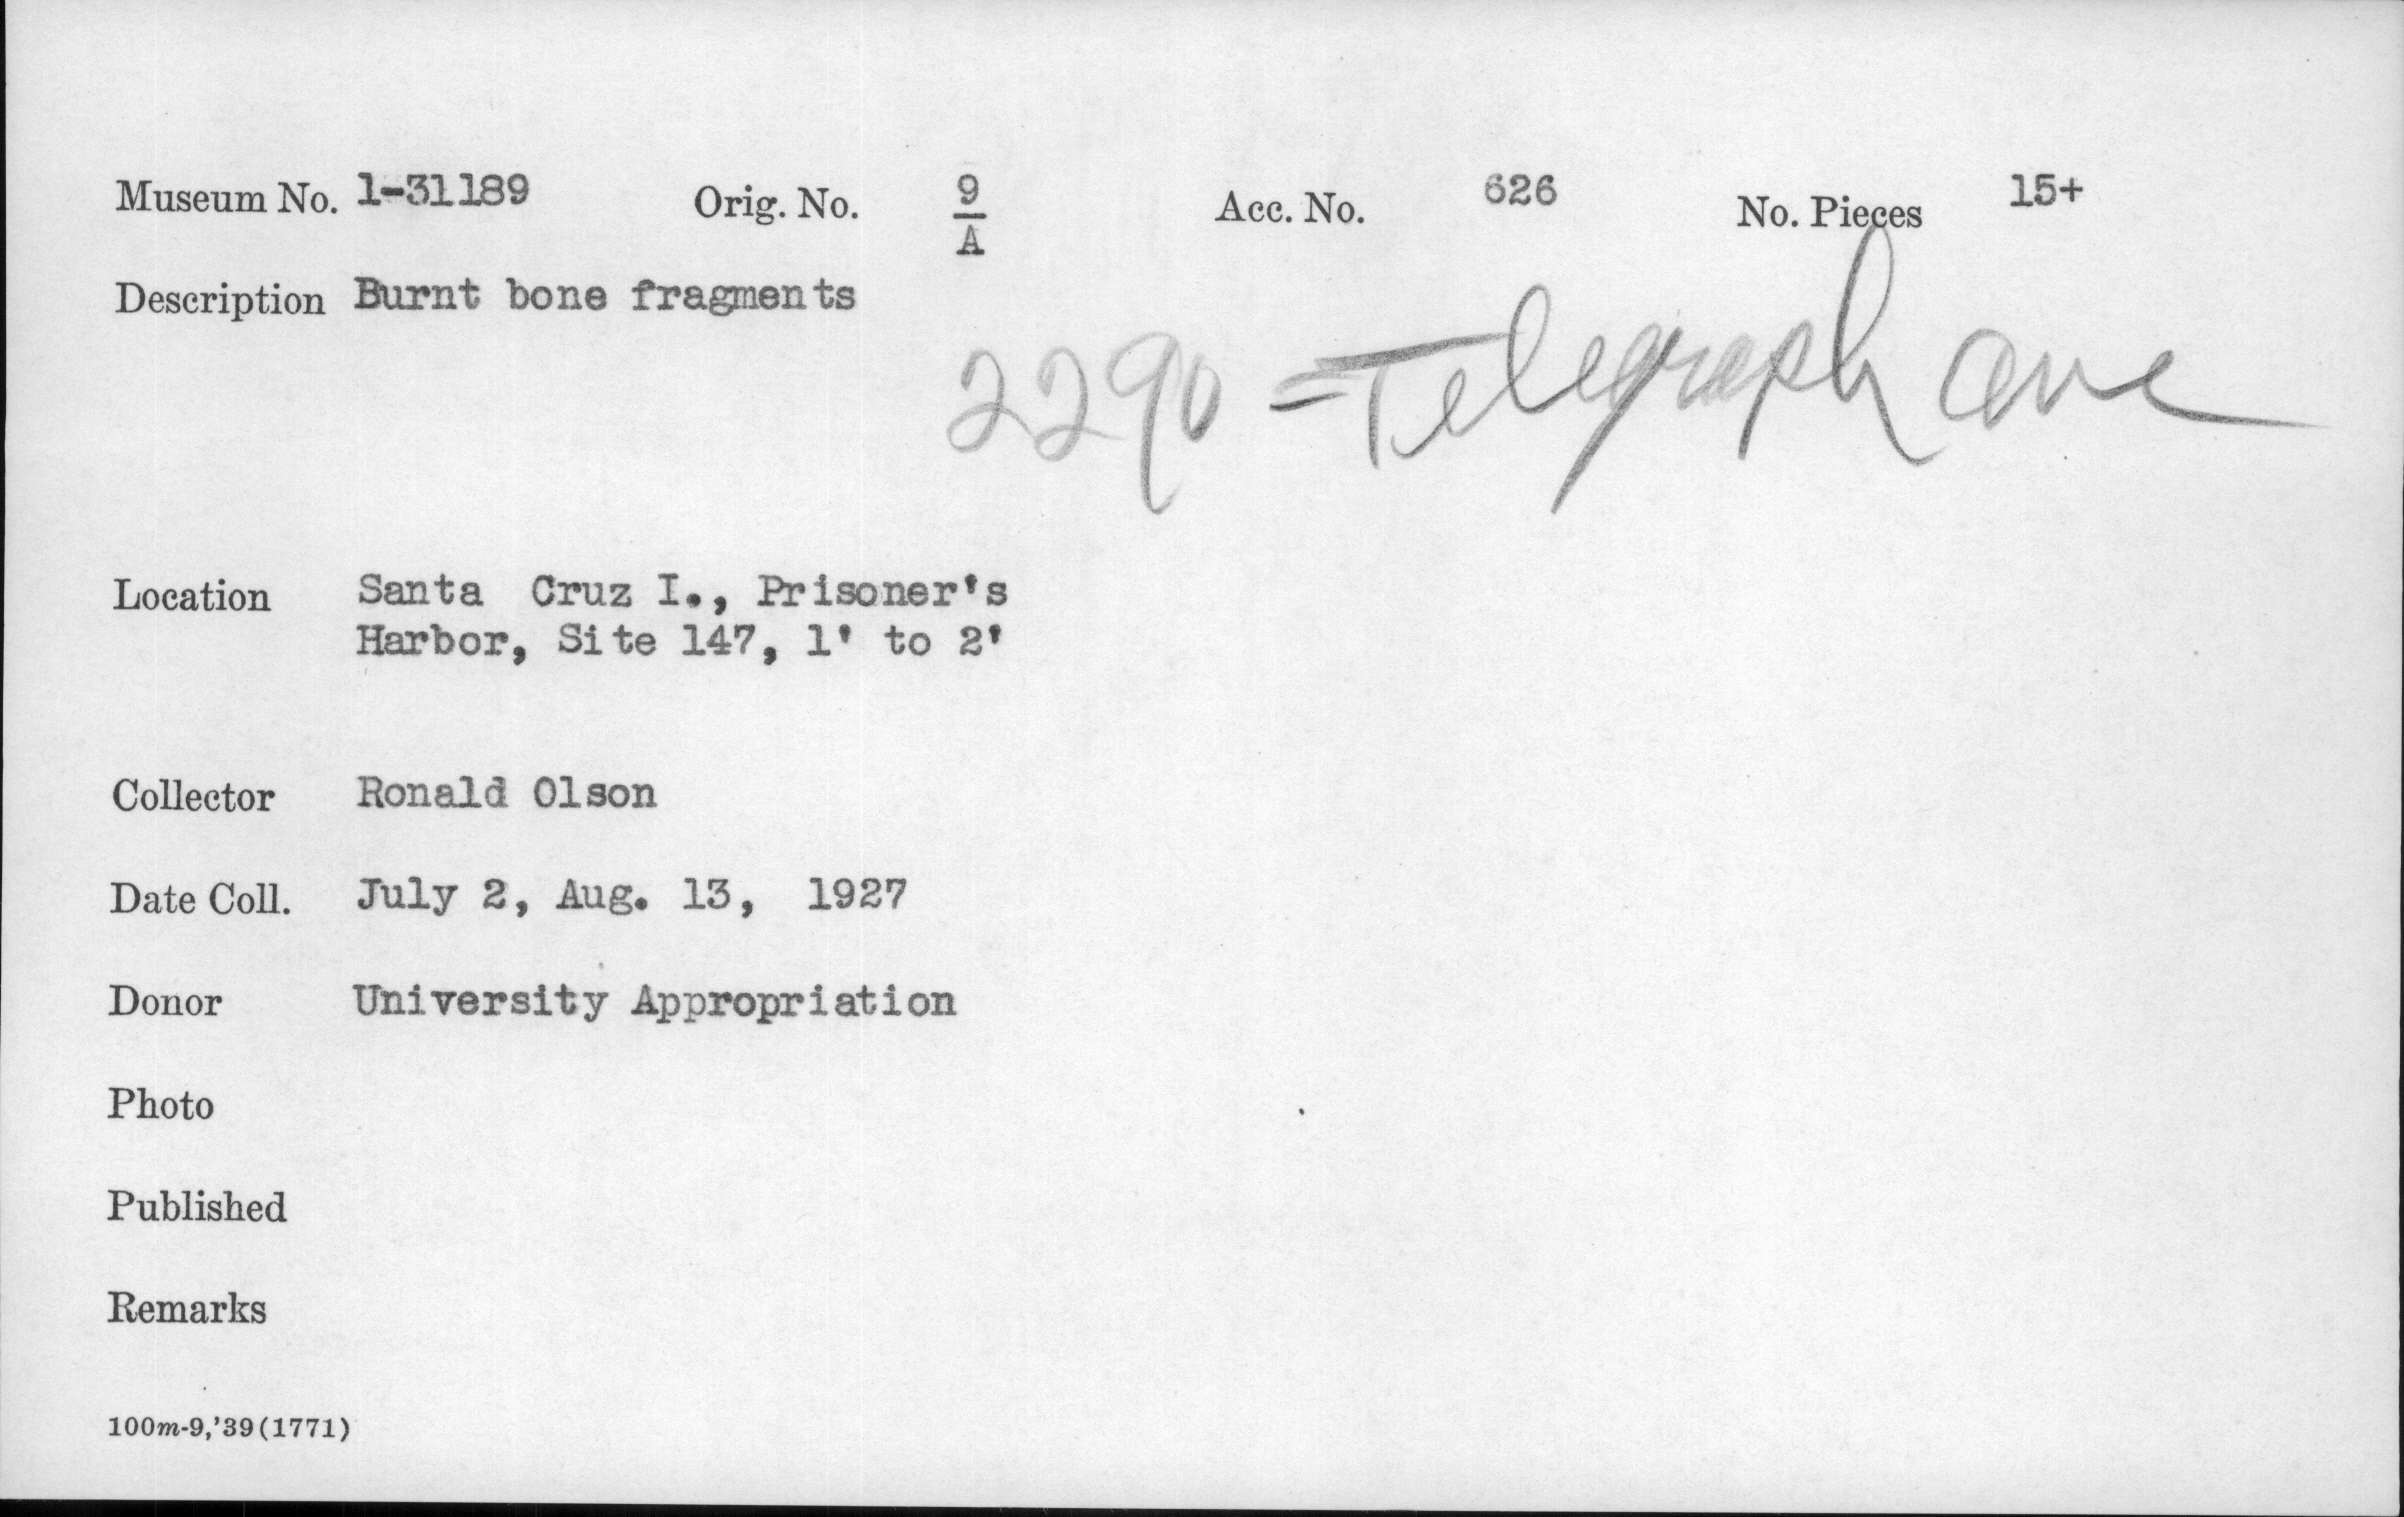 Museum No. 1-31189 Orig. No. 9/A Acc. No. 626 No. Pieces 15+
Description Burnt bone fragments
2290 = Telegraph ave
Location Santa Cruz I., Prisoner's
Harbor, Site 147, 1' to 2'
Collector Ronald Olson
Date Coll. July 2, Aug. 13, 1927
Donor University Appropriation
Photo
Published
Remarks
100m-9,'39(1771)